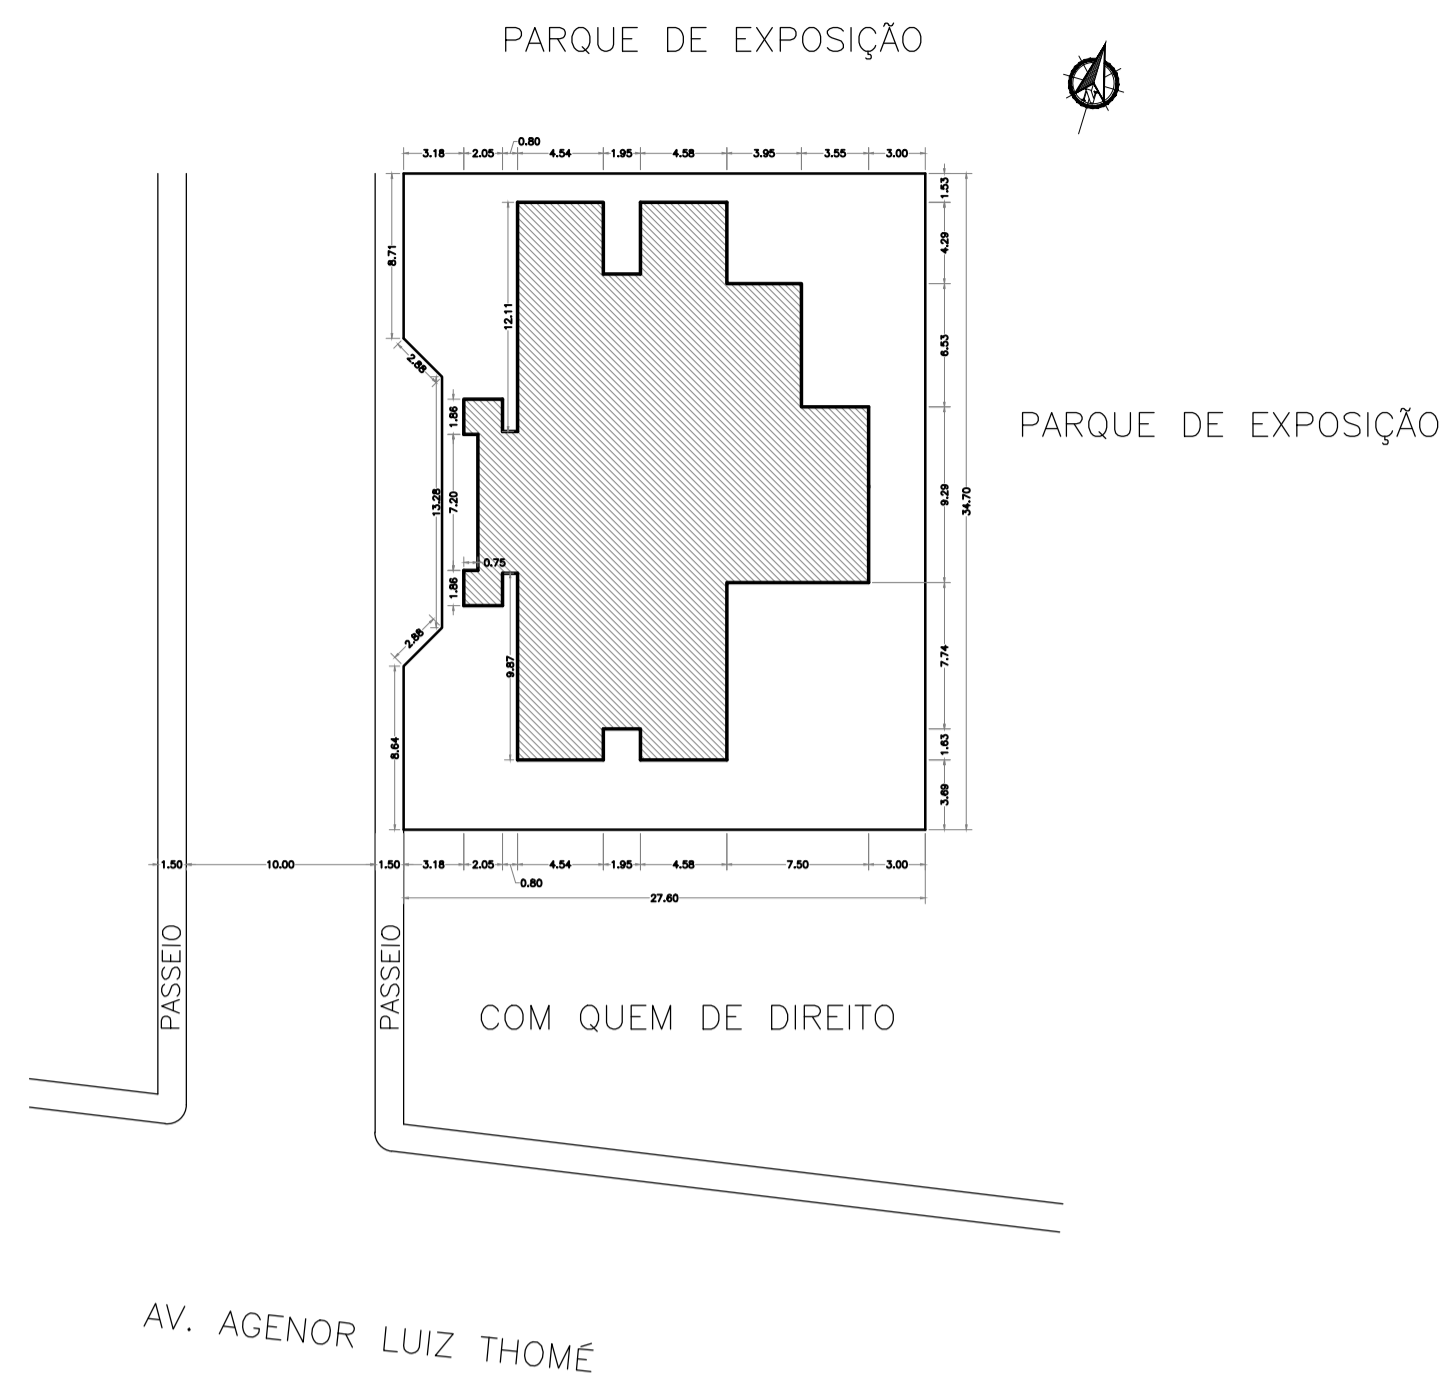 PARQUE DE EXPOSIÇÃO
0.80
3.18 2.05 4.54 1.95 4.58 3.95 3.55 3.00
1.53
4.29
8.71
12.11
6.53
2.88
PARQUE DE EXPOSIÇÃO
1.86
13.28
7.20
9.29
34.70
0.75
1.86
2.88
9.87
7.74
8.64
1.63
3.69
1.50 10.00 1.50 3.18 2.05 4.54 1.95 4.58 7.50 3.00
0.80
27.60
PASSEIO
PASSEIO
COM QUEM DE DIREITO
AV. AGENOR LUIZ THOMÉ